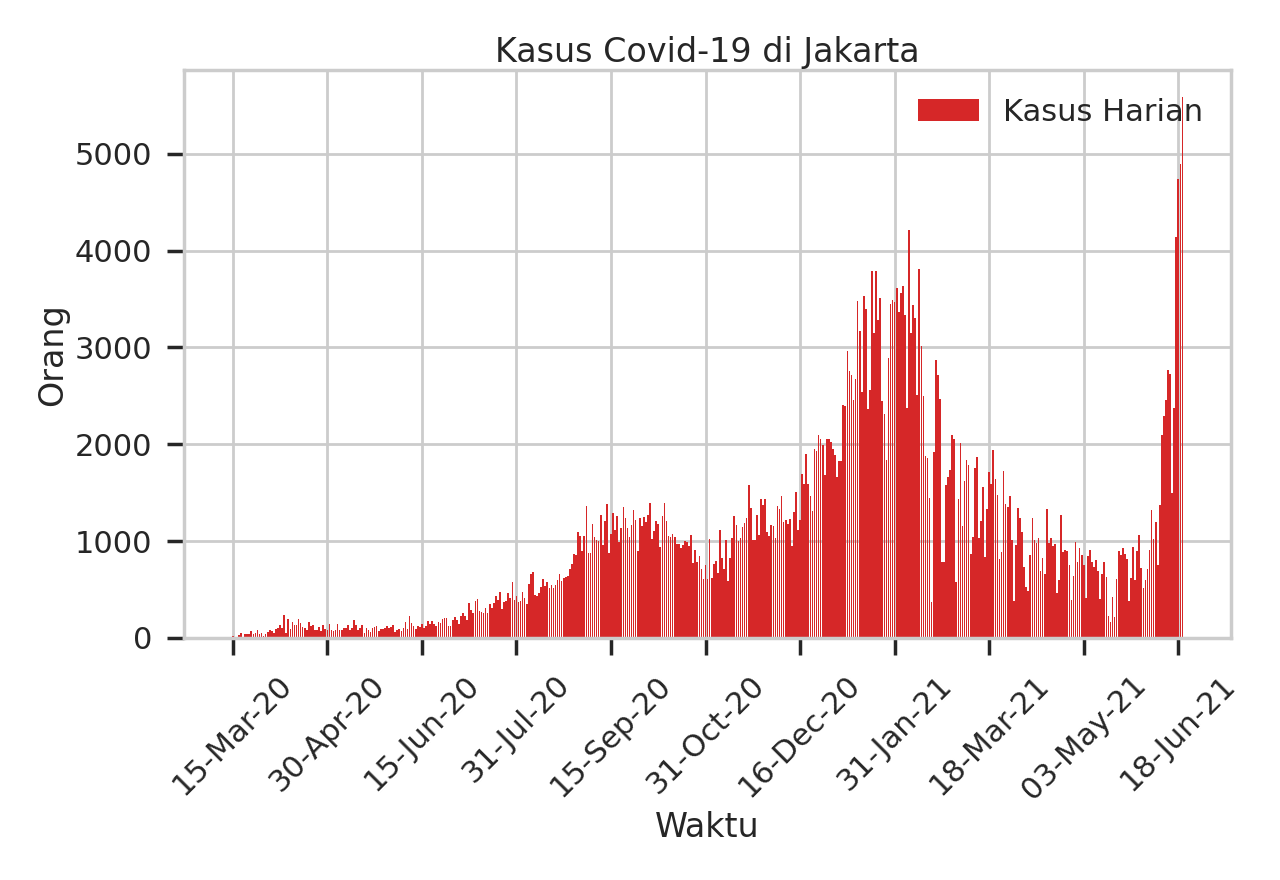 Kasus Covid-19 di Jakarta
Kasus Harian
Orang
5000
4000
3000
2000
1000
0
15-Mar-20
30-Apr-20
15-Jun-20
31-Jul-20
15-Sep-20
31-Oct-20
16-Dec-20
31-Jan-21
18-Mar-21
03-May-21
18-Jun-21
Waktu